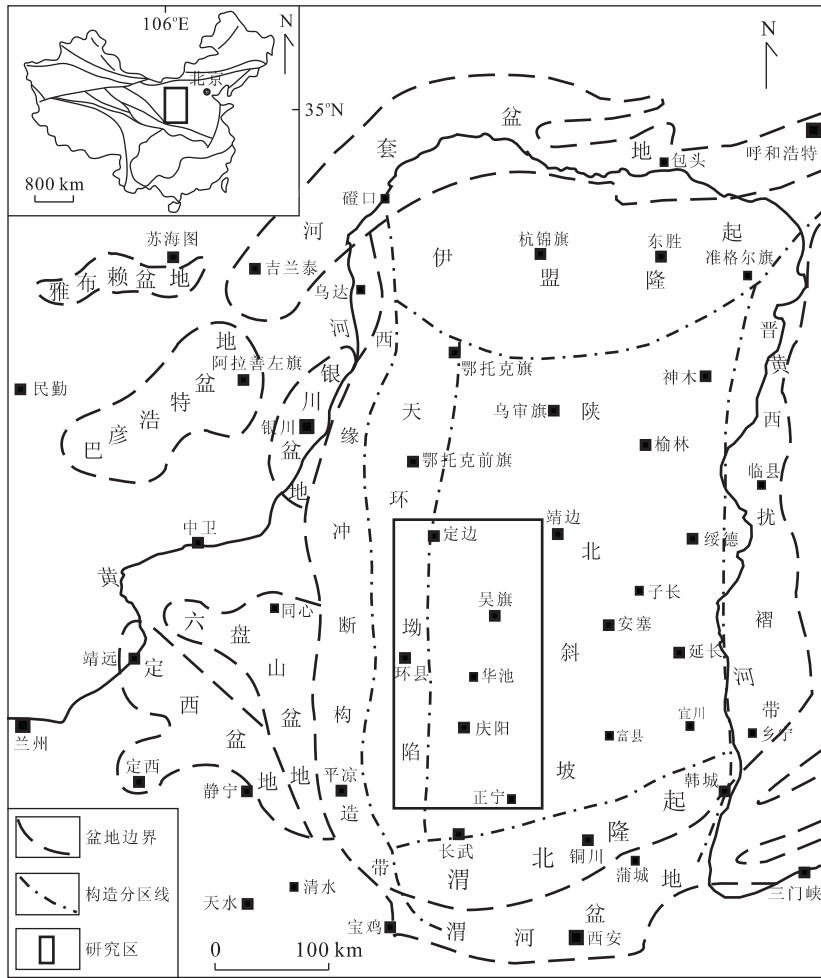 106°E
N
北京
35°N
800 km
N
呼和浩特
包头
河套盆地
磴口
杭锦旗
东胜
准格尔旗
伊盟隆起
苏海图
雅布赖盆地
吉兰泰
乌达
黄河
鄂托克旗
神木
阿拉善左旗
民勤
巴彦浩特盆地
银川盆地
银川
乌审旗
榆林
临县
鄂托克前旗
西缘冲断构造带
天环坳陷
陕北斜坡
晋西扰褶带
黄河
中卫
定边
靖边
绥德
子长
吴旗
安塞
同心
六盘山盆地
靖远
环县
华池
延长
定西盆地
兰州
庆阳
富县
宜川
乡宁
定西
静宁
平凉
正宁
韩城
长武
铜川
蒲城
渭北隆起
三门峡
清水
天水
宝鸡
西安
渭河盆地
盆地边界
构造分区线
研究区
0 100 km